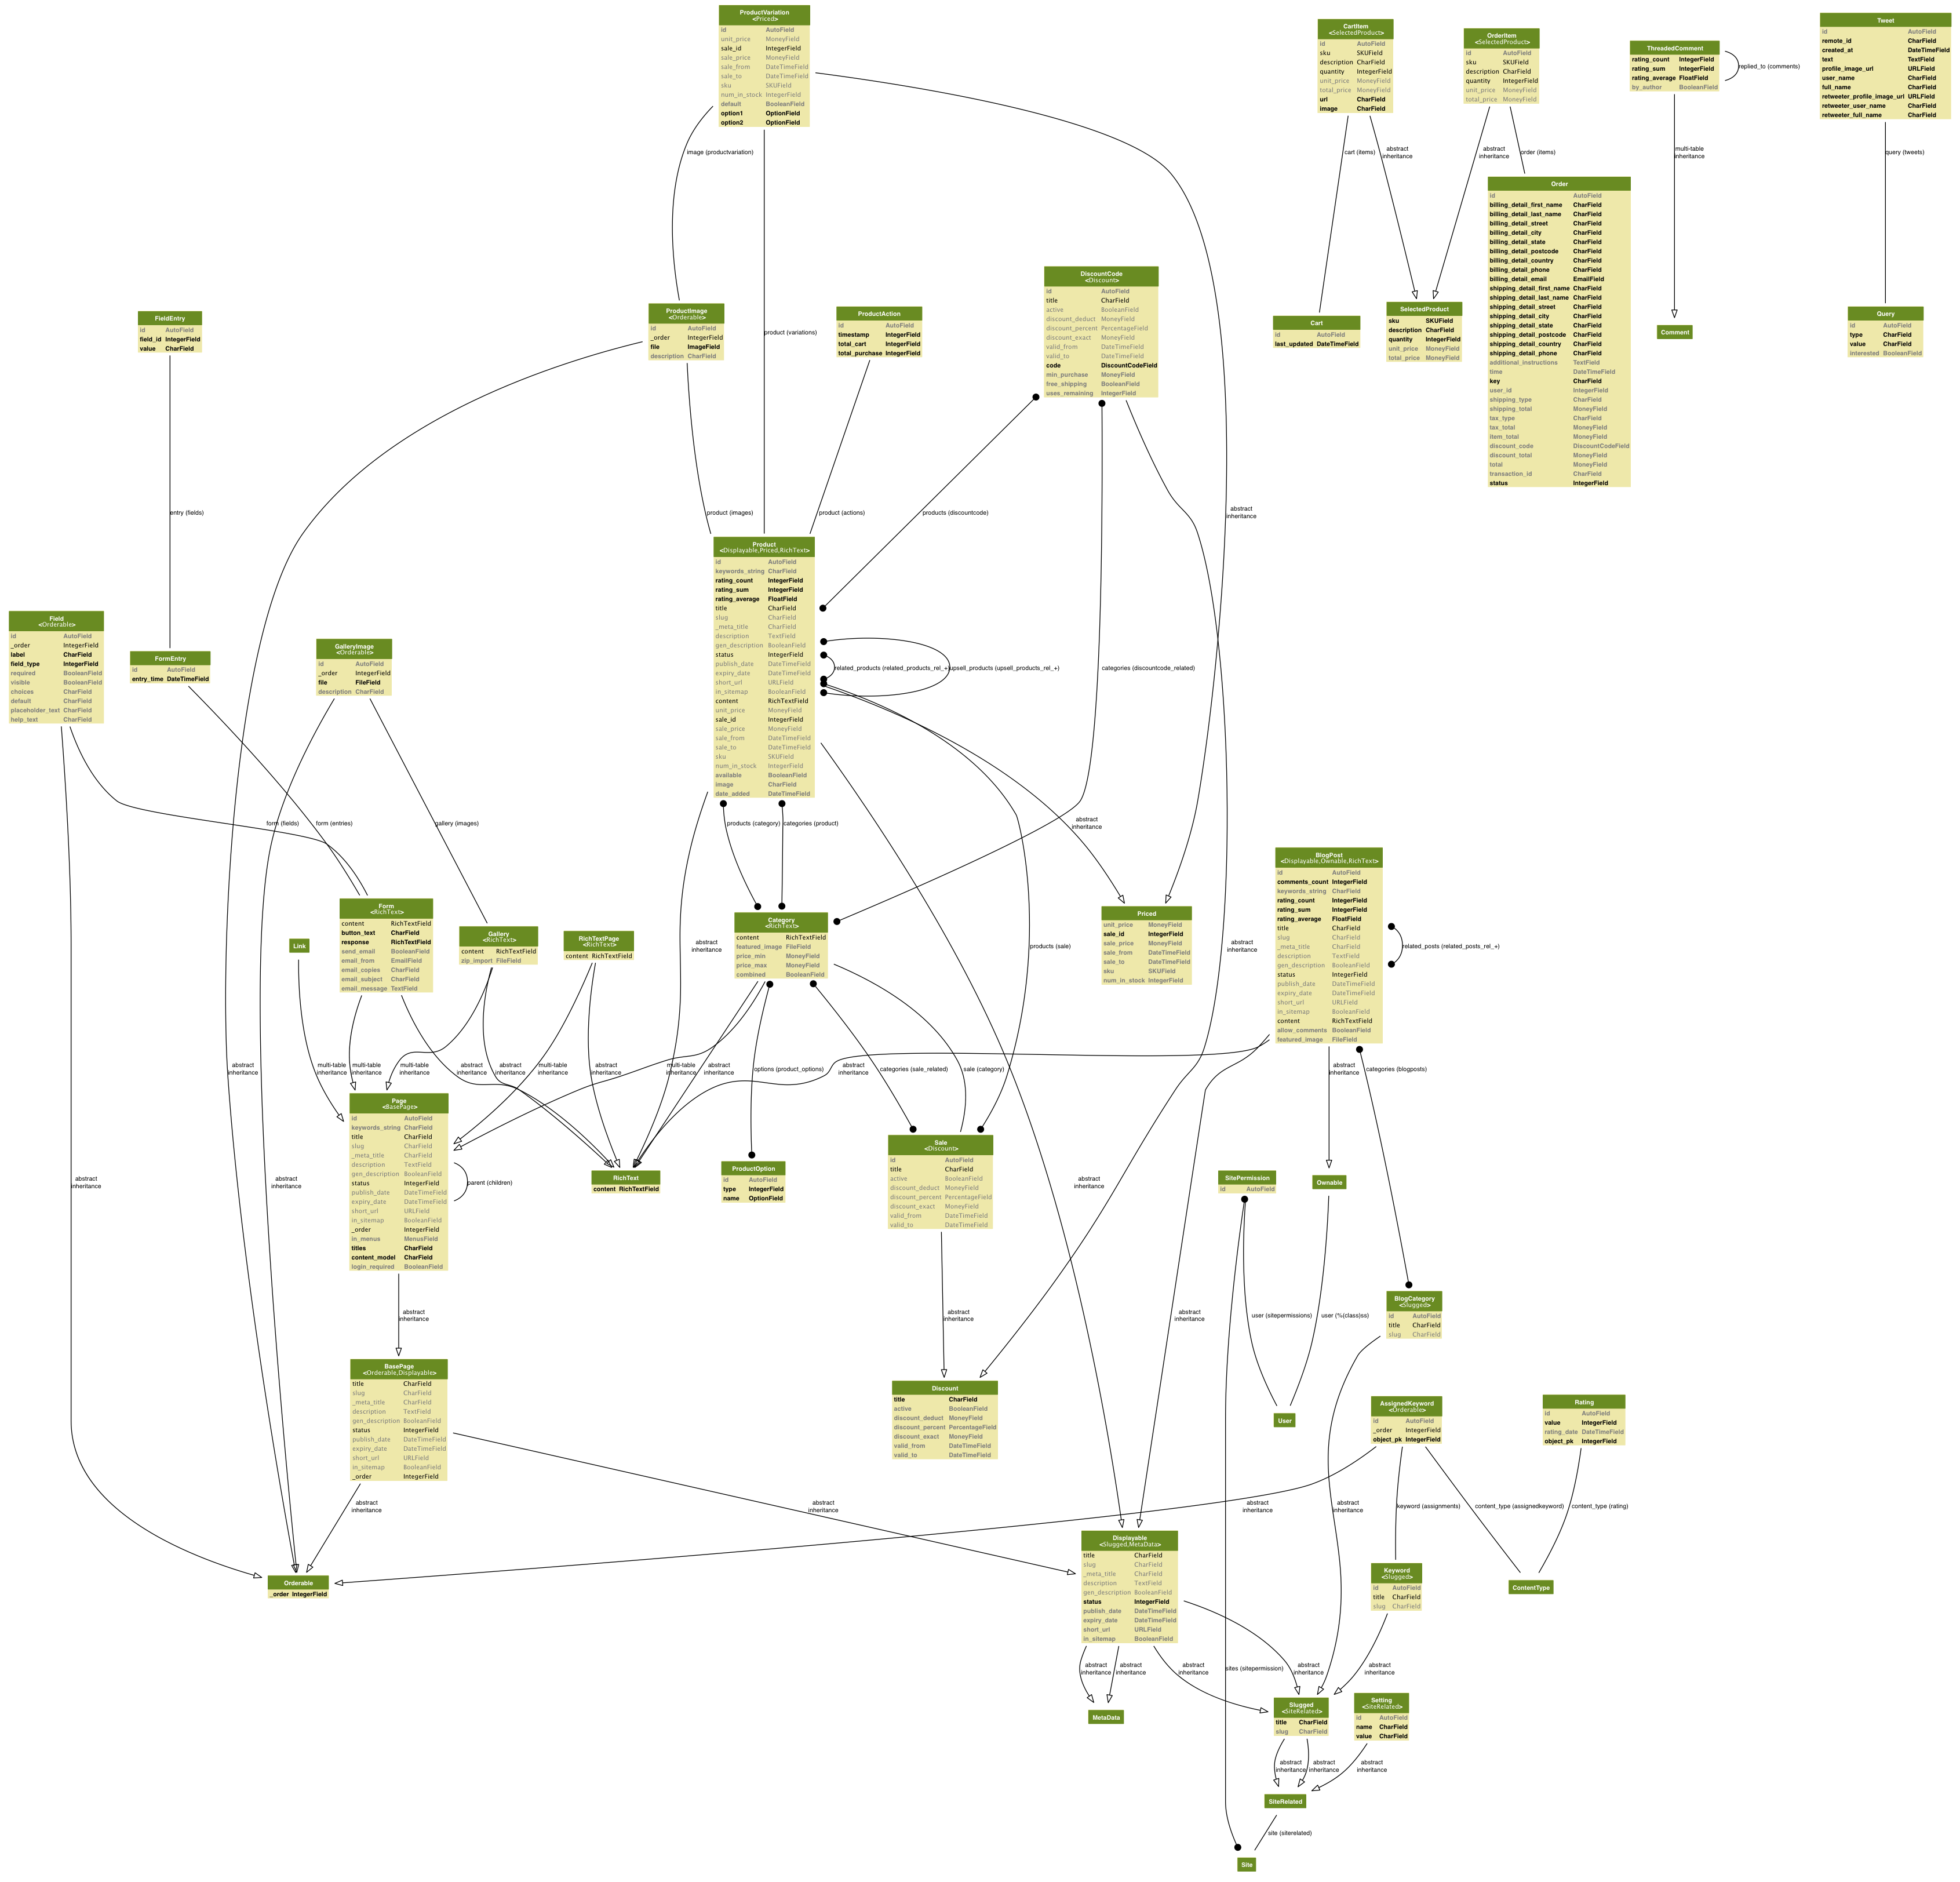 ProductVariation
<Priced>
id AutoField
unit_price MoneyField
sale_id IntegerField
sale_price MoneyField
sale_from DateTimeField
sale_to DateTimeField
sku SKUField
num_in_stock IntegerField
default BooleanField
option1 OptionField
option2 OptionField
CartItem
<SelectedProduct>
id AutoField
sku SKUField
description CharField
quantity IntegerField
unit_price MoneyField
total_price MoneyField
url CharField
image CharField
OrderItem
<SelectedProduct>
id AutoField
sku SKUField
description CharField
quantity IntegerField
unit_price MoneyField
total_price MoneyField
ThreadedComment
rating_count IntegerField
rating_sum IntegerField
rating_average FloatField
by_author BooleanField
replied_to (comments)
Tweet
id AutoField
remote_id CharField
created_at DateTimeField
text TextField
profile_image_url URLField
user_name CharField
full_name CharField
retweeter_profile_image_url URLField
retweeter_user_name CharField
retweeter_full_name CharField
image (productvariation)
cart (items)
abstract
inheritance
abstract
inheritance
order (items)
multi-table
inheritance
query (tweets)
Order
id AutoField
billing_detail_first_name CharField
billing_detail_last_name CharField
billing_detail_street CharField
billing_detail_city CharField
billing_detail_state CharField
billing_detail_postcode CharField
billing_detail_country CharField
billing_detail_phone CharField
billing_detail_email EmailField
shipping_detail_first_name CharField
shipping_detail_last_name CharField
shipping_detail_street CharField
shipping_detail_city CharField
shipping_detail_state CharField
shipping_detail_postcode CharField
shipping_detail_country CharField
shipping_detail_phone CharField
additional_instructions TextField
time DateTimeField
key CharField
user_id IntegerField
shipping_type CharField
shipping_total MoneyField
tax_type CharField
tax_total MoneyField
item_total MoneyField
discount_code DiscountCodeField
discount_total MoneyField
total MoneyField
transaction_id CharField
status IntegerField
FieldEntry
id AutoField
field_id IntegerField
value CharField
ProductImage
<Orderable>
id AutoField
_order IntegerField
file ImageField
description CharField
product (variations)
ProductAction
id AutoField
timestamp IntegerField
total_cart IntegerField
total_purchase IntegerField
DiscountCode
<Discount>
id AutoField
title CharField
active BooleanField
discount_deduct MoneyField
discount_percent PercentageField
discount_exact MoneyField
valid_from DateTimeField
valid_to DateTimeField
code DiscountCodeField
min_purchase MoneyField
free_shipping BooleanField
uses_remaining IntegerField
Cart
id AutoField
last_updated DateTimeField
SelectedProduct
sku SKUField
description CharField
quantity IntegerField
unit_price MoneyField
total_price MoneyField
Comment
Query
id AutoField
type CharField
value CharField
interested BooleanField
entry (fields)
product (images)
product (actions)
products (discountcode)
abstract
inheritance
Product
<Displayable,Priced,RichText>
id AutoField
keywords_string CharField
rating_count IntegerField
rating_sum IntegerField
rating_average FloatField
title CharField
slug CharField
_meta_title CharField
description TextField
gen_description BooleanField
status IntegerField
publish_date DateTimeField
expiry_date DateTimeField
short_url URLField
in_sitemap BooleanField
content RichTextField
unit_price MoneyField
sale_id IntegerField
sale_price MoneyField
sale_from DateTimeField
sale_to DateTimeField
sku SKUField
num_in_stock IntegerField
available BooleanField
image CharField
date_added DateTimeField
related_products (related_products_rel_+)
upsell_products (upsell_products_rel_+)
categories (discountcode_related)
Field
<Orderable>
id AutoField
_order IntegerField
label CharField
field_type IntegerField
required BooleanField
visible BooleanField
choices CharField
default CharField
placeholder_text CharField
help_text CharField
FormEntry
id AutoField
entry_time DateTimeField
GalleryImage
<Orderable>
id AutoField
_order IntegerField
file FileField
description CharField
form (fields)
form (entries)
gallery (images)
products (category)
categories (product)
abstract
inheritance
BlogPost
<Displayable,Ownable,RichText>
id AutoField
comments_count IntegerField
keywords_string CharField
rating_count IntegerField
rating_sum IntegerField
rating_average FloatField
title CharField
slug CharField
_meta_title CharField
description TextField
gen_description BooleanField
status IntegerField
publish_date DateTimeField
expiry_date DateTimeField
short_url URLField
in_sitemap BooleanField
content RichTextField
allow_comments BooleanField
featured_image FileField
related_posts (related_posts_rel_+)
Link
Form
<RichText>
content RichTextField
button_text CharField
response RichTextField
send_email BooleanField
email_from EmailField
email_copies CharField
email_subject CharField
email_message TextField
Gallery
<RichText>
content RichTextField
zip_import FileField
RichTextPage
<RichText>
content RichTextField
abstract
inheritance
Category
<RichText>
content RichTextField
featured_image FileField
price_min MoneyField
price_max MoneyField
combined BooleanField
products (sale)
Priced
unit_price MoneyField
sale_id IntegerField
sale_price MoneyField
sale_from DateTimeField
sale_to DateTimeField
sku SKUField
num_in_stock IntegerField
abstract
inheritance
abstract
inheritance
multi-table
inheritance
multi-table
inheritance
multi-table
inheritance
abstract
inheritance
abstract
inheritance
multi-table
inheritance
abstract
inheritance
multi-table
inheritance
abstract
inheritance
options (product_options)
abstract
inheritance
categories (sale_related)
sale (category)
abstract
inheritance
categories (blogposts)
Page
<BasePage>
id AutoField
keywords_string CharField
title CharField
slug CharField
_meta_title CharField
description TextField
gen_description BooleanField
status IntegerField
publish_date DateTimeField
expiry_date DateTimeField
short_url URLField
in_sitemap BooleanField
_order IntegerField
in_menus MenusField
titles CharField
content_model CharField
login_required BooleanField
parent (children)
abstract
inheritance
abstract
inheritance
RichText
content RichTextField
ProductOption
id AutoField
type IntegerField
name OptionField
Sale
<Discount>
id AutoField
title CharField
active BooleanField
discount_deduct MoneyField
discount_percent PercentageField
discount_exact MoneyField
valid_from DateTimeField
valid_to DateTimeField
abstract
inheritance
SitePermission
id AutoField
Ownable
abstract
inheritance
abstract
inheritance
abstract
inheritance
user (sitepermissions)
user (%(class)ss)
BlogCategory
<Slugged>
id AutoField
title CharField
slug CharField
BasePage
<Orderable,Displayable>
title CharField
slug CharField
_meta_title CharField
description TextField
gen_description BooleanField
status IntegerField
publish_date DateTimeField
expiry_date DateTimeField
short_url URLField
in_sitemap BooleanField
_order IntegerField
Discount
title CharField
active BooleanField
discount_deduct MoneyField
discount_percent PercentageField
discount_exact MoneyField
valid_from DateTimeField
valid_to DateTimeField
User
AssignedKeyword
<Orderable>
id AutoField
_order IntegerField
object_pk IntegerField
Rating
id AutoField
value IntegerField
rating_date DateTimeField
object_pk IntegerField
abstract
inheritance
abstract
inheritance
abstract
inheritance
abstract
inheritance
keyword (assignments)
content_type (assignedkeyword)
content_type (rating)
Orderable
_order IntegerField
Displayable
<Slugged,MetaData>
title CharField
slug CharField
_meta_title CharField
description TextField
gen_description BooleanField
status IntegerField
publish_date DateTimeField
expiry_date DateTimeField
short_url URLField
in_sitemap BooleanField
Keyword
<Slugged>
id AutoField
title CharField
slug CharField
ContentType
abstract
inheritance
abstract
inheritance
abstract
inheritance
sites (sitepermission)
abstract
inheritance
abstract
inheritance
MetaData
Slugged
<SiteRelated>
title CharField
slug CharField
Setting
<SiteRelated>
id AutoField
name CharField
value CharField
abstract
inheritance
abstract
inheritance
abstract
inheritance
SiteRelated
site (siterelated)
Site